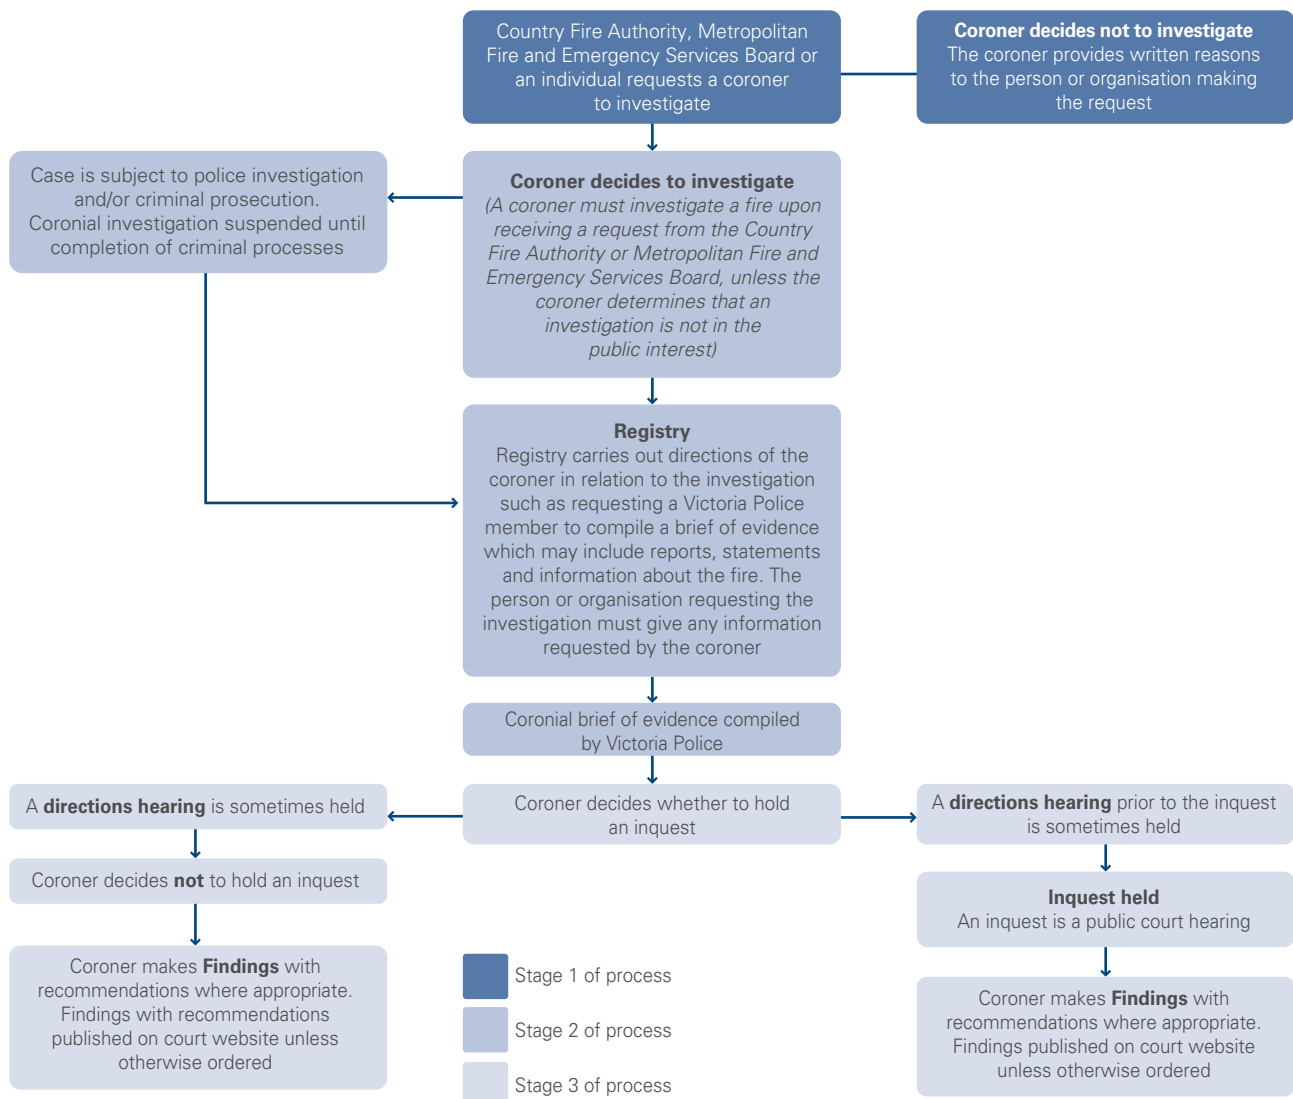 Country Fire Authority, Metropolitan
Fire and Emergency Services Board or
an individual requests a coroner
to investigate
Coroner decides not to investigate
The coroner provides written reasons
to the person or organisation making
the request
Case is subject to police investigation
and/or criminal prosecution.
Coronial investigation suspended until
completion of criminal processes
Coroner decides to investigate
(A coroner must investigate a fire upon
receiving a request from the Country
Fire Authority or Metropolitan Fire and
Emergency Services Board, unless the
coroner determines that an
investigation is not in the
public interest)
Registry
Registry carries out directions of the
coroner in relation to the investigation
such as requesting a Victoria Police
member to compile a brief of evidence
which may include reports, statements
and information about the fire. The
person or organisation requesting the
investigation must give any information
requested by the coroner
Coronial brief of evidence compiled
by Victoria Police
Coroner decides whether to hold
an inquest
A directions hearing is sometimes held
Coroner decides not to hold an inquest
Coroner makes Findings with
recommendations where appropriate.
Findings with recommendations
published on court website unless
otherwise ordered
A directions hearing prior to the inquest
is sometimes held
Inquest held
An inquest is a public court hearing
Coroner makes Findings with
recommendations where appropriate.
Findings published on court website
unless otherwise ordered
Stage 1 of process
Stage 2 of process
Stage 3 of process